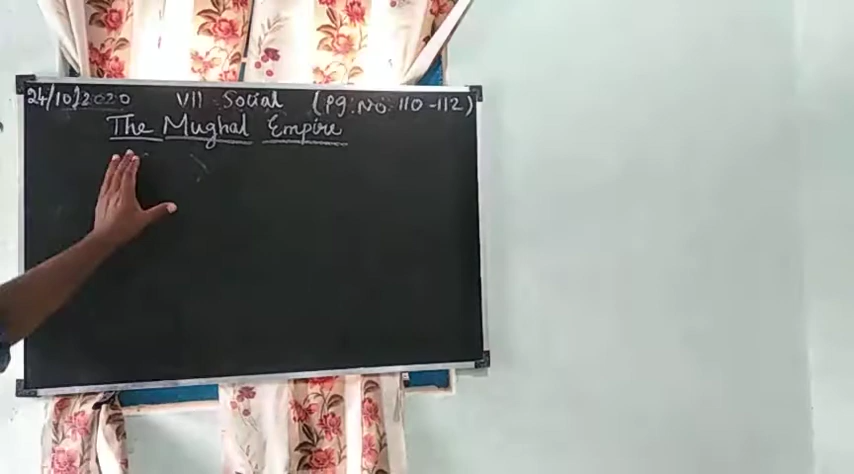 24/10/2020 VII - Social (Pg. No: 110 - 112)
The Mughal Empire